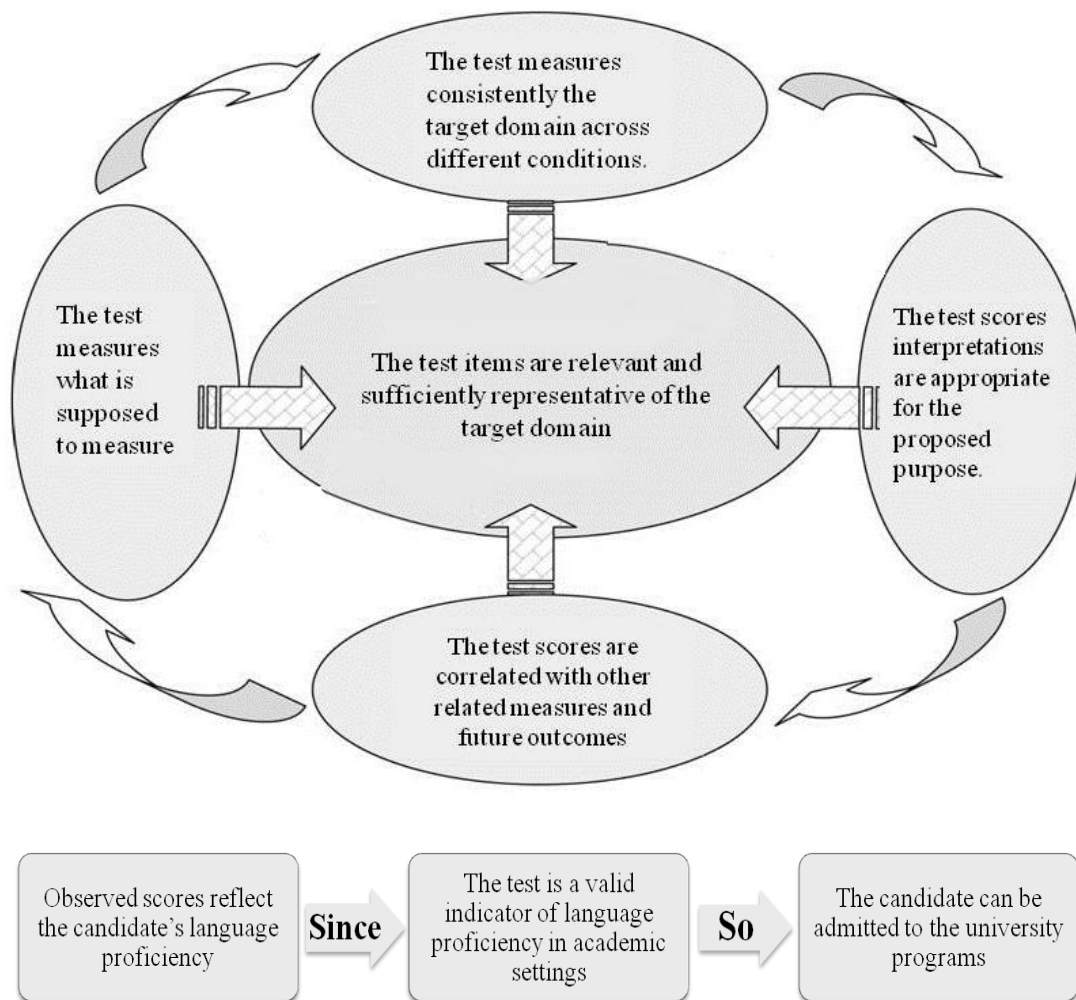 The test measures
consistently the
target domain across
different conditions.
The test
measures
what is
supposed
to measure
The test items are relevant and
sufficiently representative of the
target domain
The test scores
interpretations
are appropriate
for the
proposed
purpose.
The test scores are
correlated with other
related measures and
future outcomes
Observed scores reflect
the candidate’s language
proficiency
Since
The test is a valid
indicator of language
proficiency in academic
settings
So
The candidate can be
admitted to the university
programs